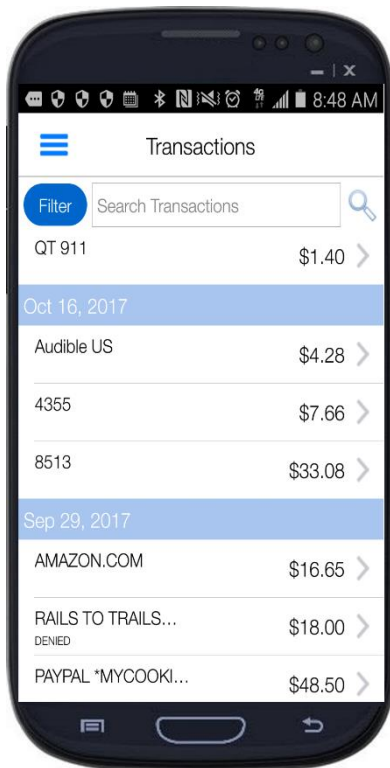 8:48 AM
Transactions
Filter Search Transactions
QT 911
$1.40
Oct 16, 2017
Audible US
$4.28
4355
$7.66
8513
$33.08
Sep 29, 2017
AMAZON.COM
$16.65
RAILS TO TRAILS...
DENIED
$18.00
PAYPAL *MYCOOKI...
$48.50